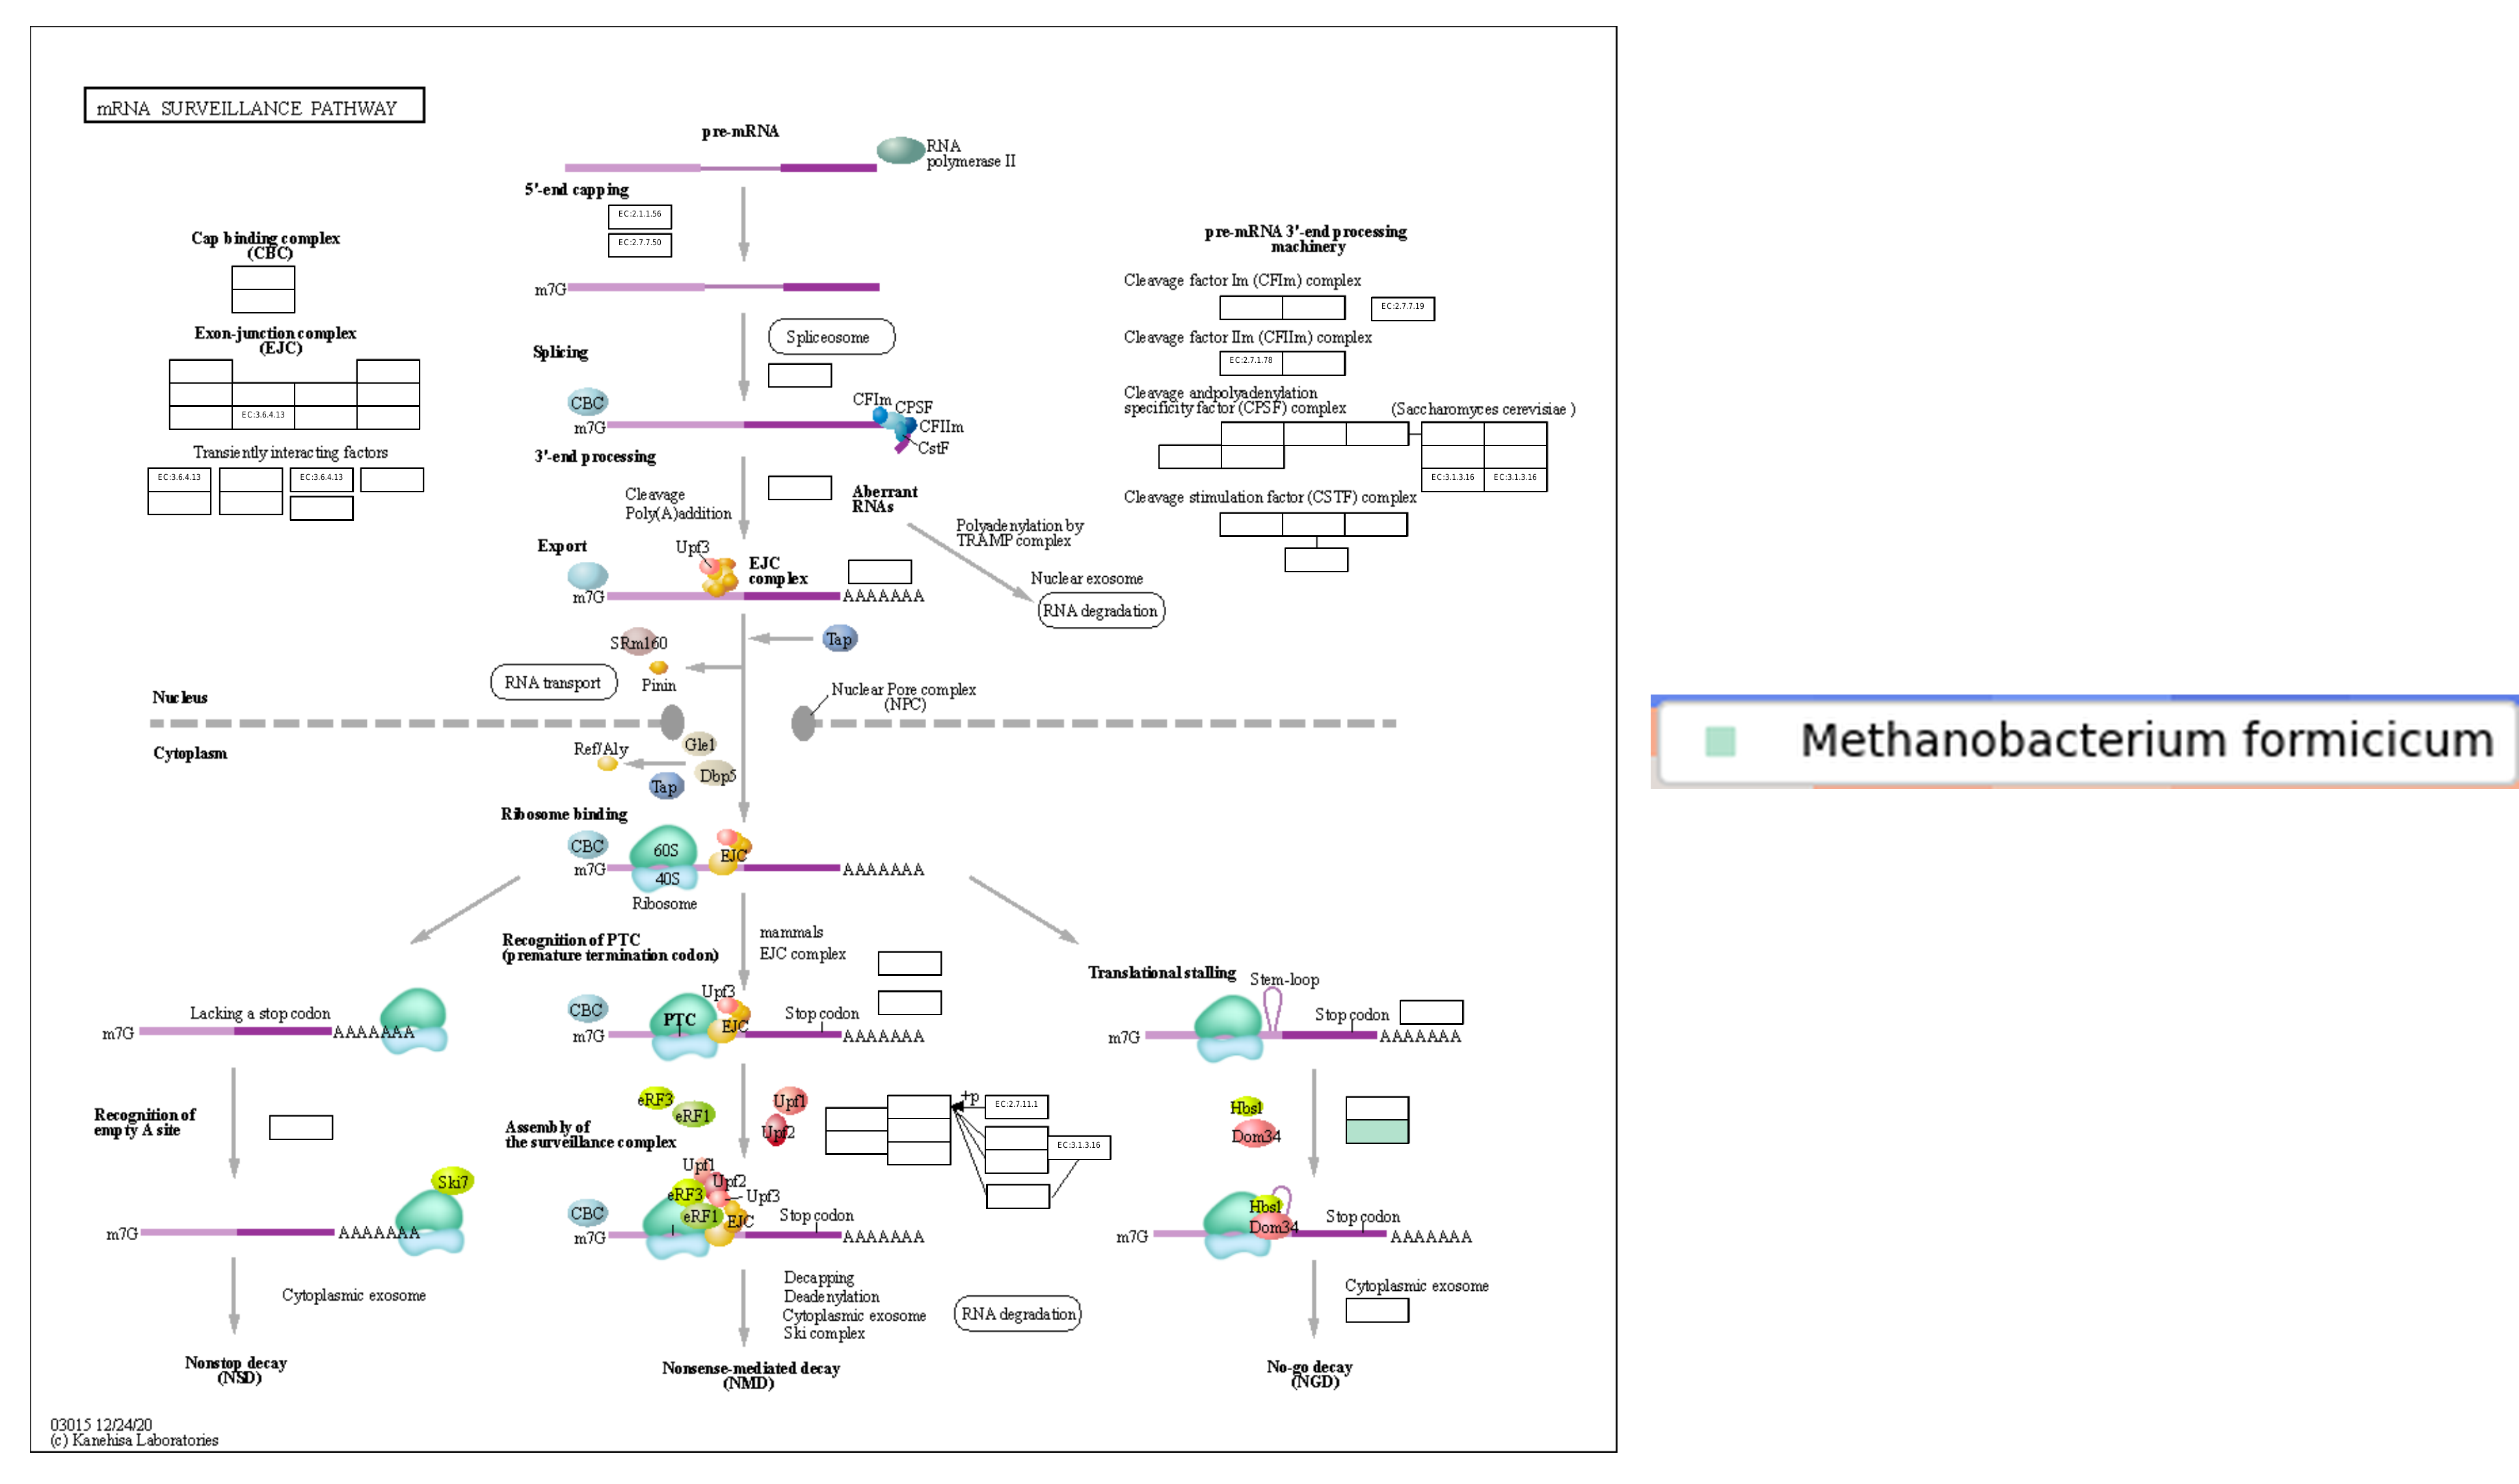 mRNA SURVEILLANCE PATHWAY
pre-mRNA
RNA
polymerase II
5'-end capping
EC:2.1.1.56
EC:2.7.7.50
m7G
Cap binding complex
(CBC)
Exon-junction complex
(EJC)
EC:3.6.4.13
Transiently interacting factors
EC:3.6.4.13
EC:3.6.4.13
Spliceosome
Splicing
CBC
m7G
CFIm
CPSF
CFIIm
CstF
3'-end processing
Cleavage
Poly(A)addition
Aberrant
RNAs
Polyadenylation by
TRAMP complex
Nuclear exosome
RNA degradation
pre-mRNA 3'-end processing
machinery
Cleavage factor Im (CFIm) complex
EC:2.7.7.19
Cleavage factor IIm (CFIIm) complex
EC:2.7.1.78
Cleavage andpolyadenylation
specificity factor (CPSF) complex
(Saccharomyces cerevisiae )
EC:3.1.3.16
EC:3.1.3.16
Cleavage stimulation factor (CSTF) complex
Export
Upf3
EJC
complex
m7G
AAAAAAA
SRm160
Tap
Pinin
RNA transport
Nuclear Pore complex
(NPC)
Nucleus
Cytoplasm
Ref/Aly
Gle1
Dbp5
Tap
Methanobacterium formicicum
Ribosome binding
CBC
60S
EJC
m7G
40S
AAAAAAA
Ribosome
Recognition of PTC
(premature termination codon)
mammals
EJC complex
Lacking a stop codon
m7G
AAAAAAA
Upf3
CBC
PTC
EJC
Stop codon
m7G
AAAAAAA
Translational stalling
Stem-loop
Stop codon
m7G
AAAAAAA
Recognition of
empty A site
eRF3
eRF1
Upf1
Upf2
Assembly of
the surveillance complex
+p
EC:2.7.11.1
EC:3.1.3.16
Hbs1
Dom34
Ski7
m7G
AAAAAAA
Upf1
Upf2
eRF3
Upf3
CBC
eRF1
EJC
Stop codon
m7G
AAAAAAA
Hbs1
Dom34
Stop codon
m7G
AAAAAAA
Cytoplasmic exosome
Decapping
Deadenylation
Cytoplasmic exosome
Ski complex
RNA degradation
Cytoplasmic exosome
Nonstop decay
(NSD)
Nonsense-mediated decay
(NMD)
No-go decay
(NGD)
03015 12/24/20
(c) Kanehisa Laboratories